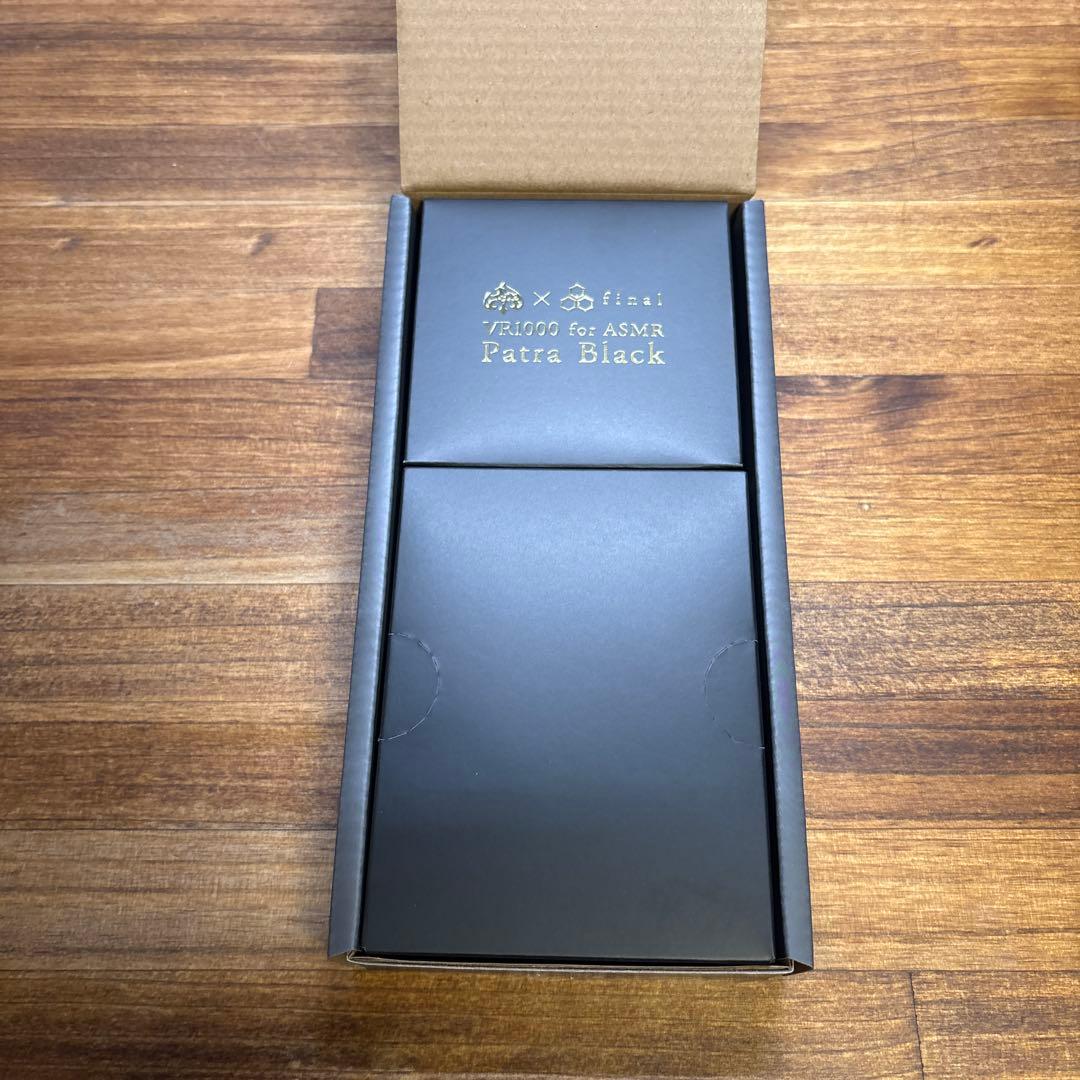 × final
VR1000 for ASMR
Patra Black